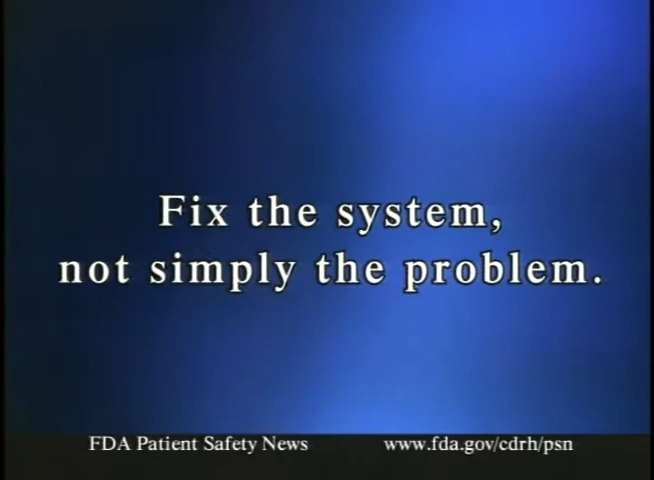 Fix the system,
not simply the problem.
FDA Patient Safety News www.fda.gov/cdrh/psn